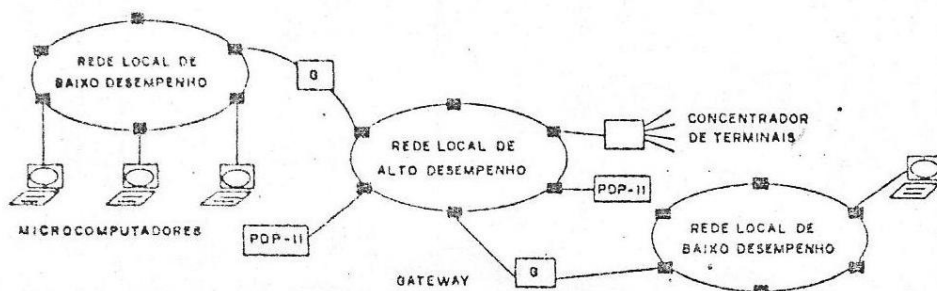 REDE LOCAL DE
BAIXO DESEMPENHO
G
REDE LOCAL DE
ALTO DESEMPENHO
CONCENTRADOR
DE TERMINAIS
PDP-11
MICROCOMPUTADORES
PDP-11
REDE LOCAL DE
BAIXO DESEMPENHO
GATEWAY
G